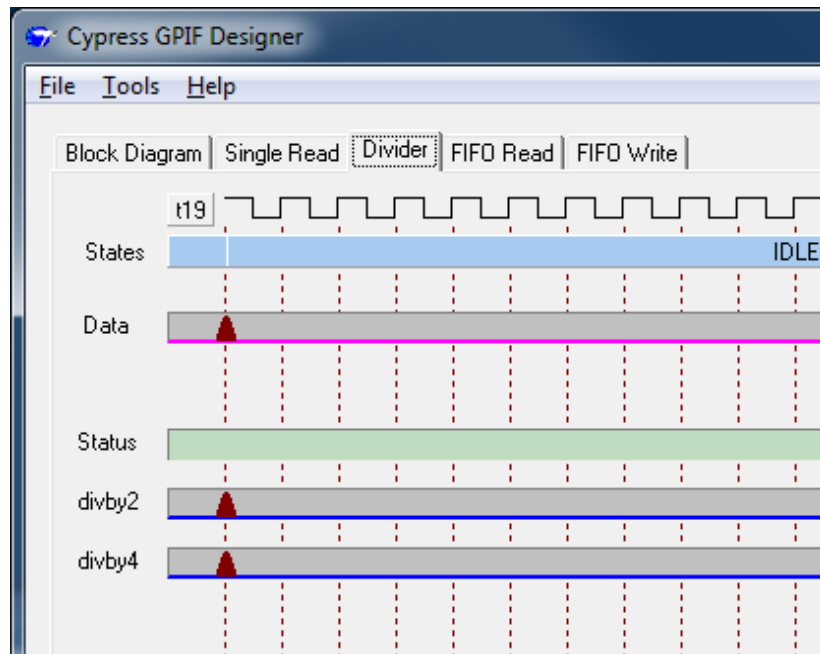 Cypress GPIF Designer
File Tools Help
Block Diagram Single Read Divider FIFO Read FIFO Write
t19
States IDLE
Data
Status
divby2
divby4